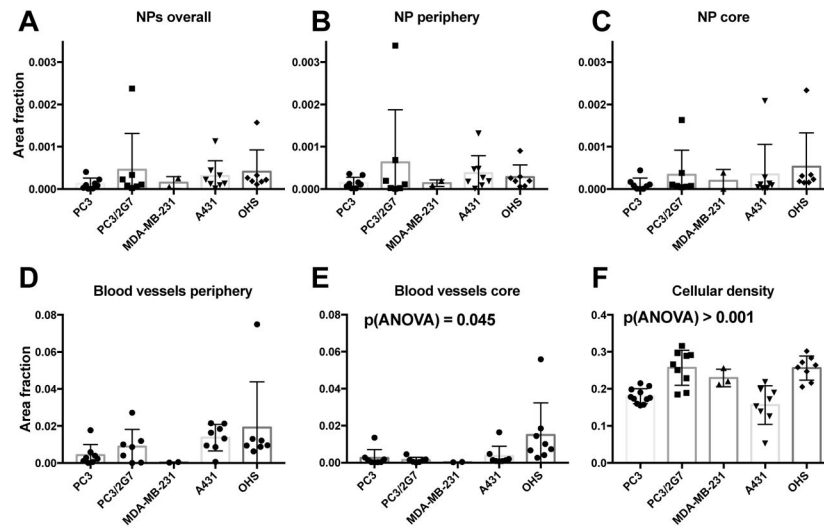 A
NPs overall
Area fraction
0.003
0.002
0.001
0.000
PC3
PC3/2G7
MDA-MB-231
A431
OHS
B
NP periphery
0.003
0.002
0.001
0.000
PC3
PC3/2G7
MDA-MB-231
A431
OHS
C
NP core
0.003
0.002
0.001
0.000
PC3
PC3/2G7
MDA-MB-231
A431
OHS
D
Blood vessels periphery
Area fraction
0.08
0.06
0.04
0.02
0.00
PC3
PC3/2G7
MDA-MB-231
A431
OHS
E
Blood vessels core
p(ANOVA) = 0.045
0.08
0.06
0.04
0.02
0.00
PC3
PC3/2G7
MDA-MB-231
A431
OHS
F
Cellular density
p(ANOVA) > 0.001
0.4
0.3
0.2
0.1
0.0
PC3
PC3/2G7
MDA-MB-231
A431
OHS